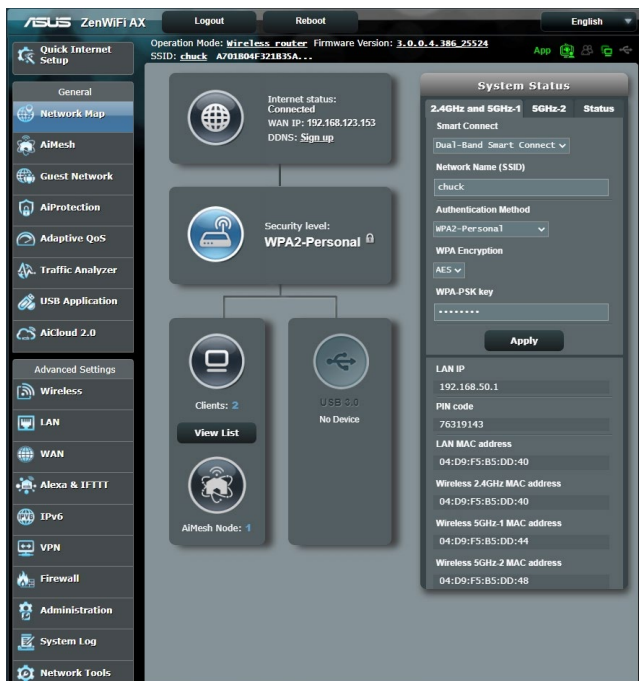 ASUS ZenWiFi AX
Logout
Reboot
English
Quick Internet
Setup
Operation Mode: Wireless router Firmware Version: 3.0.0.4.386_25524
SSID: chuck A701B04F321B35A...
App
General
Network Map
AiMesh
Guest Network
AiProtection
Adaptive QoS
Traffic Analyzer
USB Application
AiCloud 2.0
Advanced Settings
Wireless
LAN
WAN
Alexa & IFTTT
IPv6
VPN
Firewall
Administration
System Log
Network Tools
Internet status:
Connected
WAN IP: 192.168.123.153
DDNS: Sign up
Security level:
WPA2-Personal
Clients: 2
View List
AiMesh Node: 1
USB 3.0
No Device
System Status
2.4GHz and 5GHz-1
5GHz-2
Status
Smart Connect
Dual-Band Smart Connect
Network Name (SSID)
chuck
Authentication Method
WPA2-Personal
WPA Encryption
AES
WPA-PSK key
••••••••
Apply
LAN IP
192.168.50.1
PIN code
76319143
LAN MAC address
04:D9:F5:B5:DD:40
Wireless 2.4GHz MAC address
04:D9:F5:B5:DD:40
Wireless 5GHz-1 MAC address
04:D9:F5:B5:DD:44
Wireless 5GHz-2 MAC address
04:D9:F5:B5:DD:48